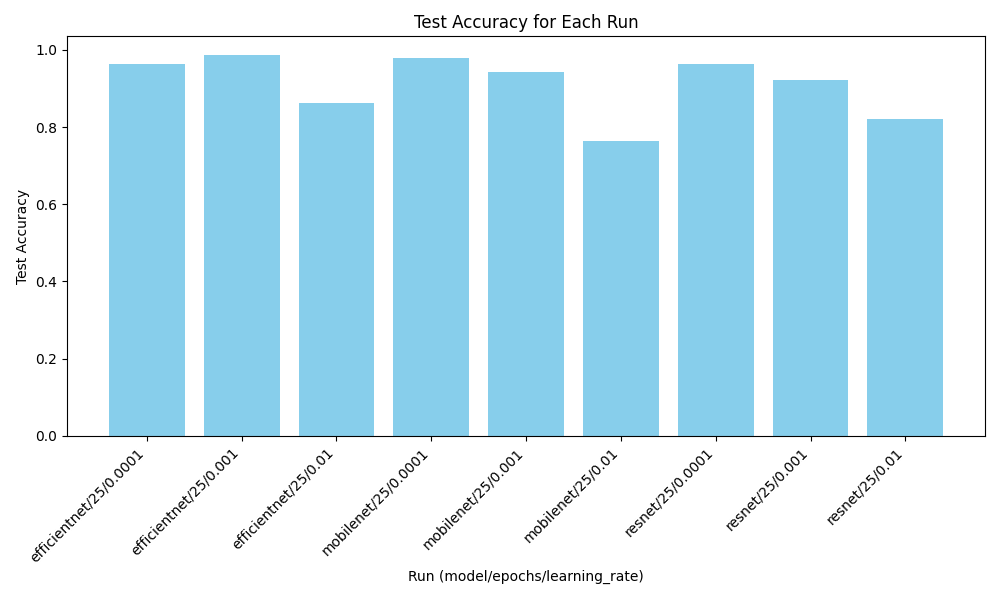 Test Accuracy for Each Run
Test Accuracy
1.0
0.8
0.6
0.4
0.2
0.0
efficientnet/25/0.0001
efficientnet/25/0.001
efficientnet/25/0.01
mobilenet/25/0.0001
mobilenet/25/0.001
mobilenet/25/0.01
resnet/25/0.0001
resnet/25/0.001
resnet/25/0.01
Run (model/epochs/learning_rate)